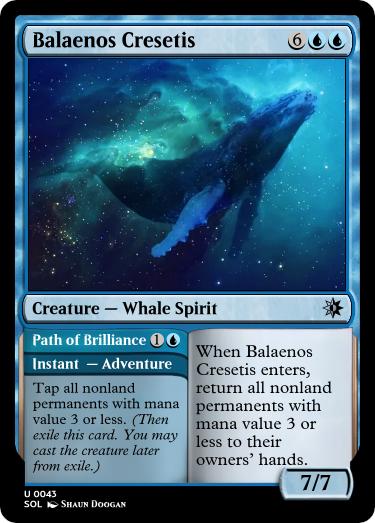 Balaenos Cresetis 6
Creature — Whale Spirit
Path of Brilliance 1
Instant — Adventure
Tap all nonland
permanents with mana
value 3 or less. (Then
exile this card. You may
cast the creature later
from exile.)
When Balaenos
Cresetis enters,
return all nonland
permanents with
mana value 3 or
less to their
owners' hands.
7/7
U 0043
SOL Shaun Doogan